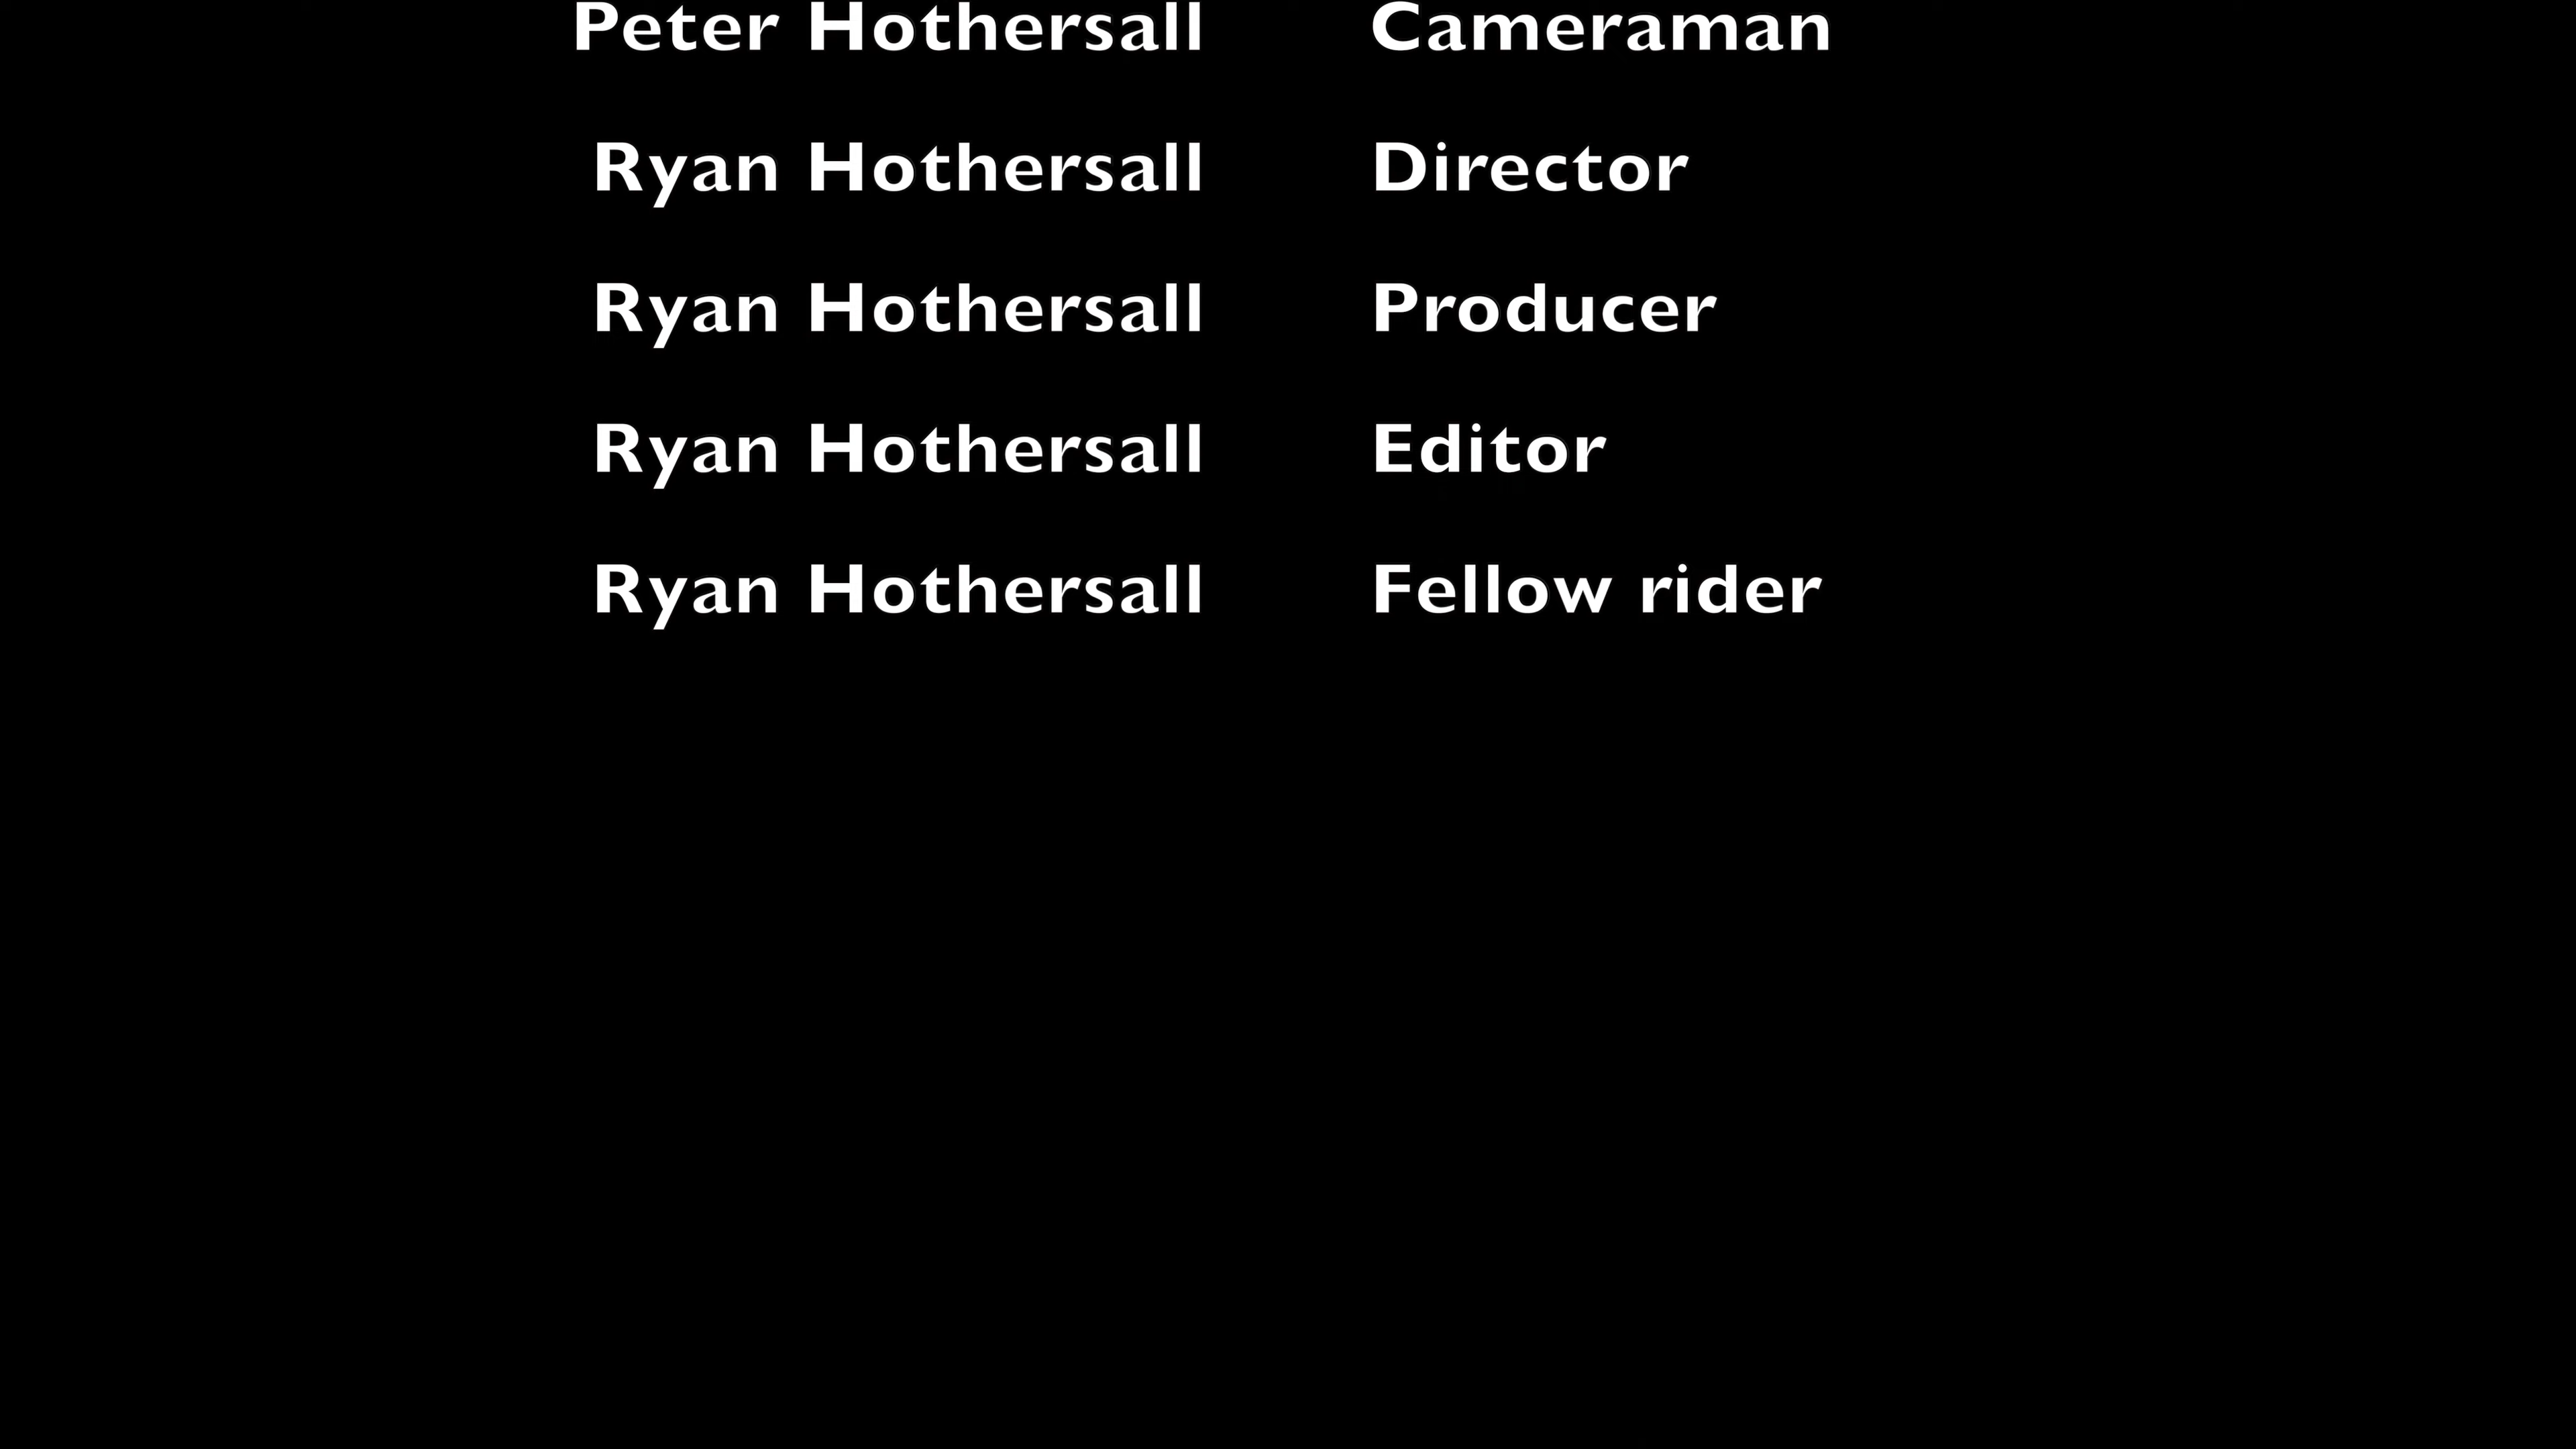 Peter Hothersall Cameraman
Ryan Hothersall Director
Ryan Hothersall Producer
Ryan Hothersall Editor
Ryan Hothersall Fellow rider